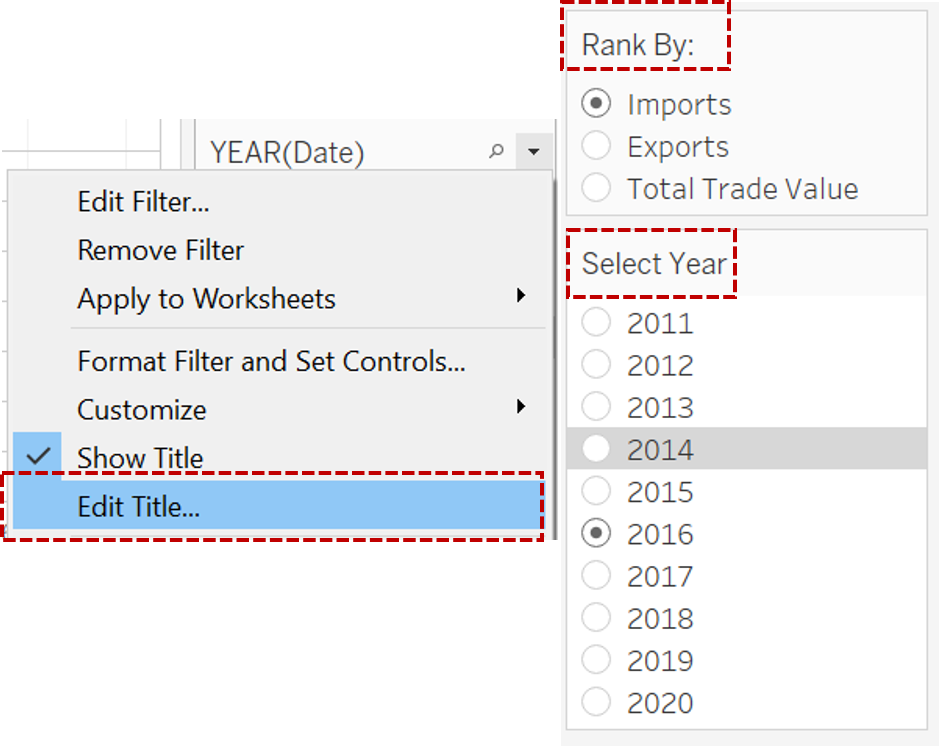 YEAR(Date)
Edit Filter...
Remove Filter
Apply to Worksheets
Format Filter and Set Controls...
Customize
Show Title
Edit Title...
Rank By:
Imports
Exports
Total Trade Value
Select Year
2011
2012
2013
2014
2015
2016
2017
2018
2019
2020